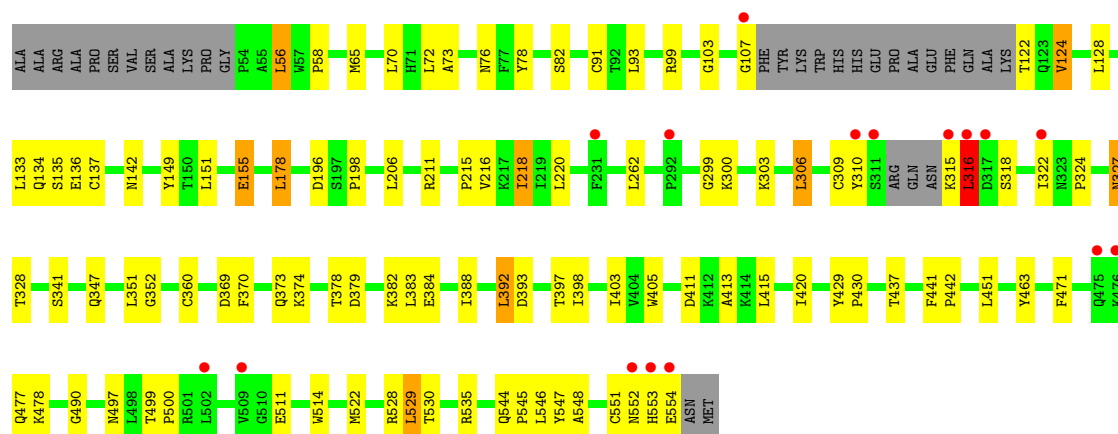 ALA ALA ARG ALA PRO SER VAL SER ALA LYS PRO GLY P54 A55 L56 W57 P58 M65 L70 H71 L72 A73 N76 F77 Y78 S82 C91 T92 L93 R99 G103 G107 PHE TYR LYS TRP HIS HIS GLU PRO ALA GLU PHE GLN ALA LYS T122 Q123 V124 L128
L133 Q134 S135 E136 C137 N142 Y149 T150 L151 E155 L178 D196 S197 P198 L206 R211 P215 V216 K217 I218 I219 L220 F231 L262 P292 G299 K300 K303 L306 C309 Y310 S311 ARG GLN ASN K315 L316 D317 S318 I322 N323 P324 N327
T328 S341 Q347 L351 G352 C360 D369 F370 Q373 K374 T378 D379 K382 L383 E384 I388 L392 D393 T397 I398 I403 V404 W405 D411 K412 A413 K414 L415 I420 Y429 P430 T437 F441 P442 L451 Y463 F471 Q475 K476
Q477 K478 G490 N497 L498 T499 P500 R501 L502 V509 G510 E511 W514 M522 R528 L529 T530 R535 Q544 P545 L546 Y547 A548 C551 N552 H553 E554 ASN MET